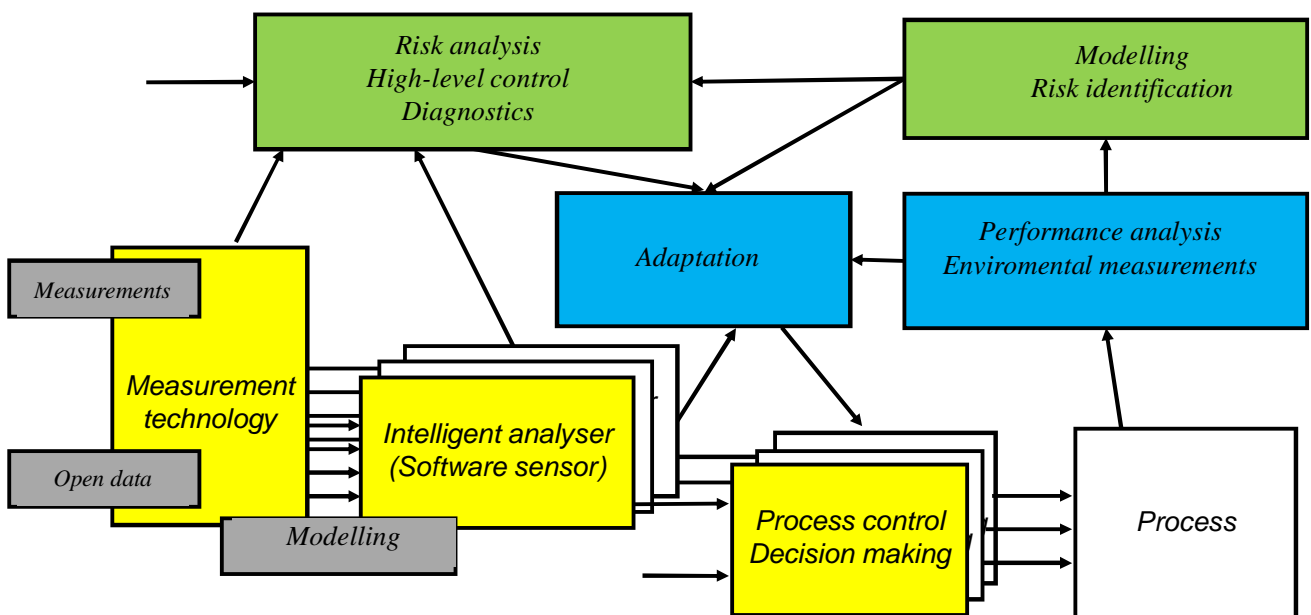 Risk analysis
High-level control
Diagnostics
Modelling
Risk identification
Adaptation
Performance analysis
Enviromental measurements
Measurements
Measurement
technology
Open data
Modelling
Intelligent analyser
(Software sensor)
Process control
Decision making
Process